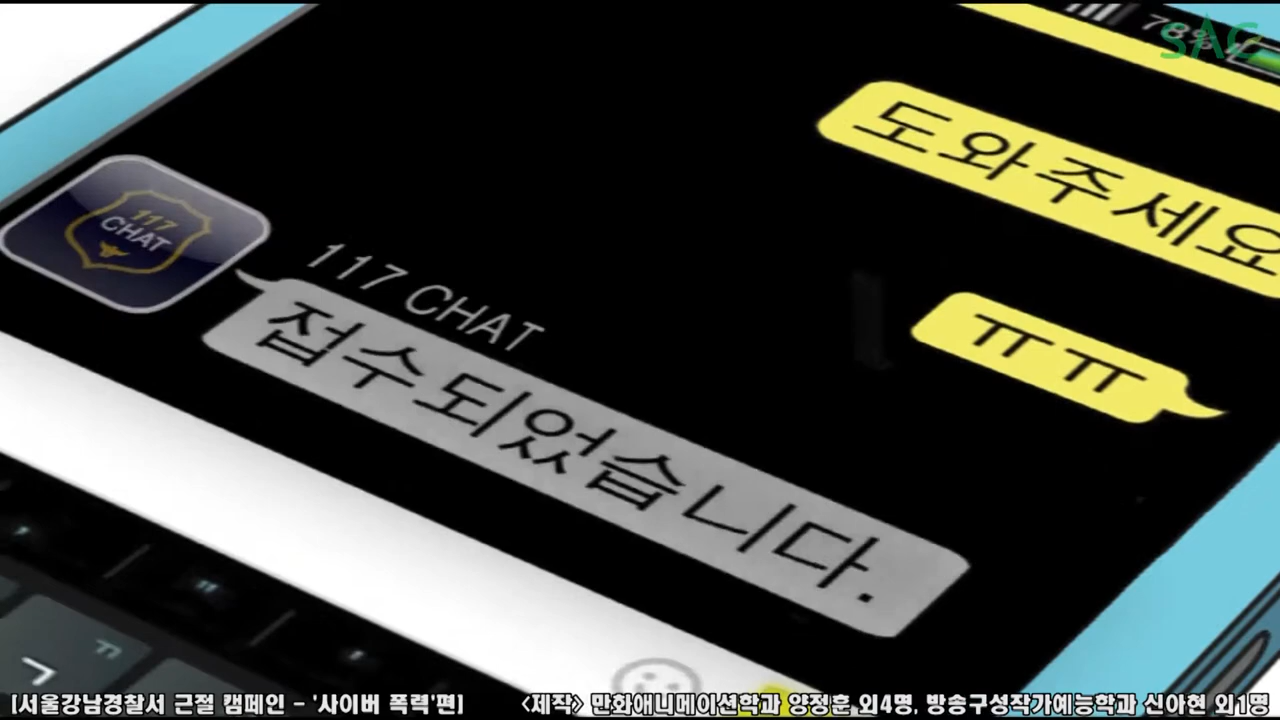 78%
SAC
도와주세요
ㅠㅠ
117
CHAT
117 CHAT
접수되었습니다.
ㄲ
ㄱ
[서울강남경찰서 근절 캠페인 - '사이버 폭력'편] <제작> 만화애니메이션학과 양정훈 외4명, 방송구성작가예능학과 신아현 외1명